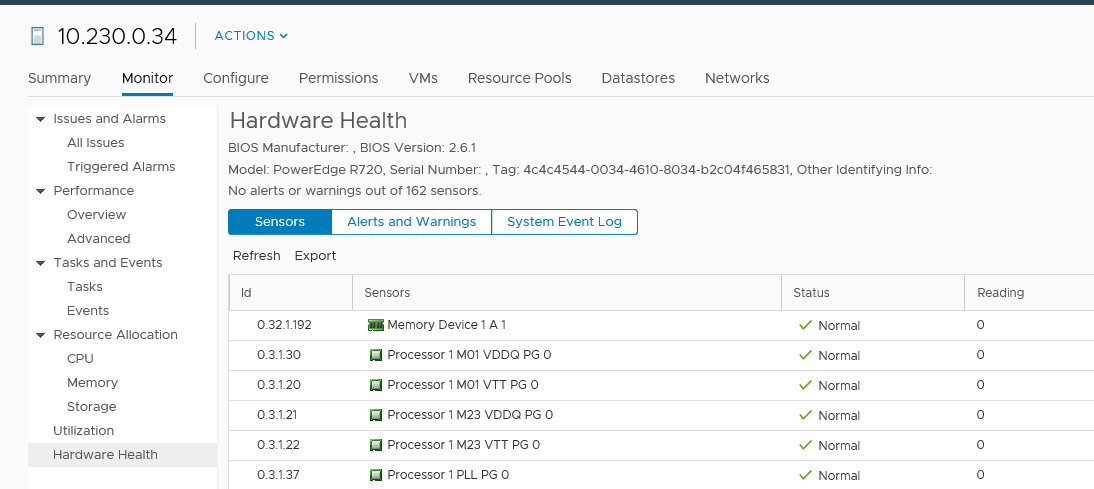 10.230.0.34 ACTIONS
Summary Monitor Configure Permissions VMs Resource Pools Datastores Networks
Issues and Alarms
All Issues
Triggered Alarms
Performance
Overview
Advanced
Tasks and Events
Tasks
Events
Resource Allocation
CPU
Memory
Storage
Utilization
Hardware Health
Hardware Health
BIOS Manufacturer: , BIOS Version: 2.6.1
Model: PowerEdge R720, Serial Number: , Tag: 4c4c4544-0034-4610-8034-b2c04f465831, Other Identifying Info:
No alerts or warnings out of 162 sensors.
Sensors Alerts and Warnings System Event Log
Refresh Export
Id Sensors Status Reading
0.32.1.192 Memory Device 1 A 1 Normal 0
0.3.1.30 Processor 1 M01 VDDQ PG 0 Normal 0
0.3.1.20 Processor 1 M01 VTT PG 0 Normal 0
0.3.1.21 Processor 1 M23 VDDQ PG 0 Normal 0
0.3.1.22 Processor 1 M23 VTT PG 0 Normal 0
0.3.1.37 Processor 1 PLL PG 0 Normal 0